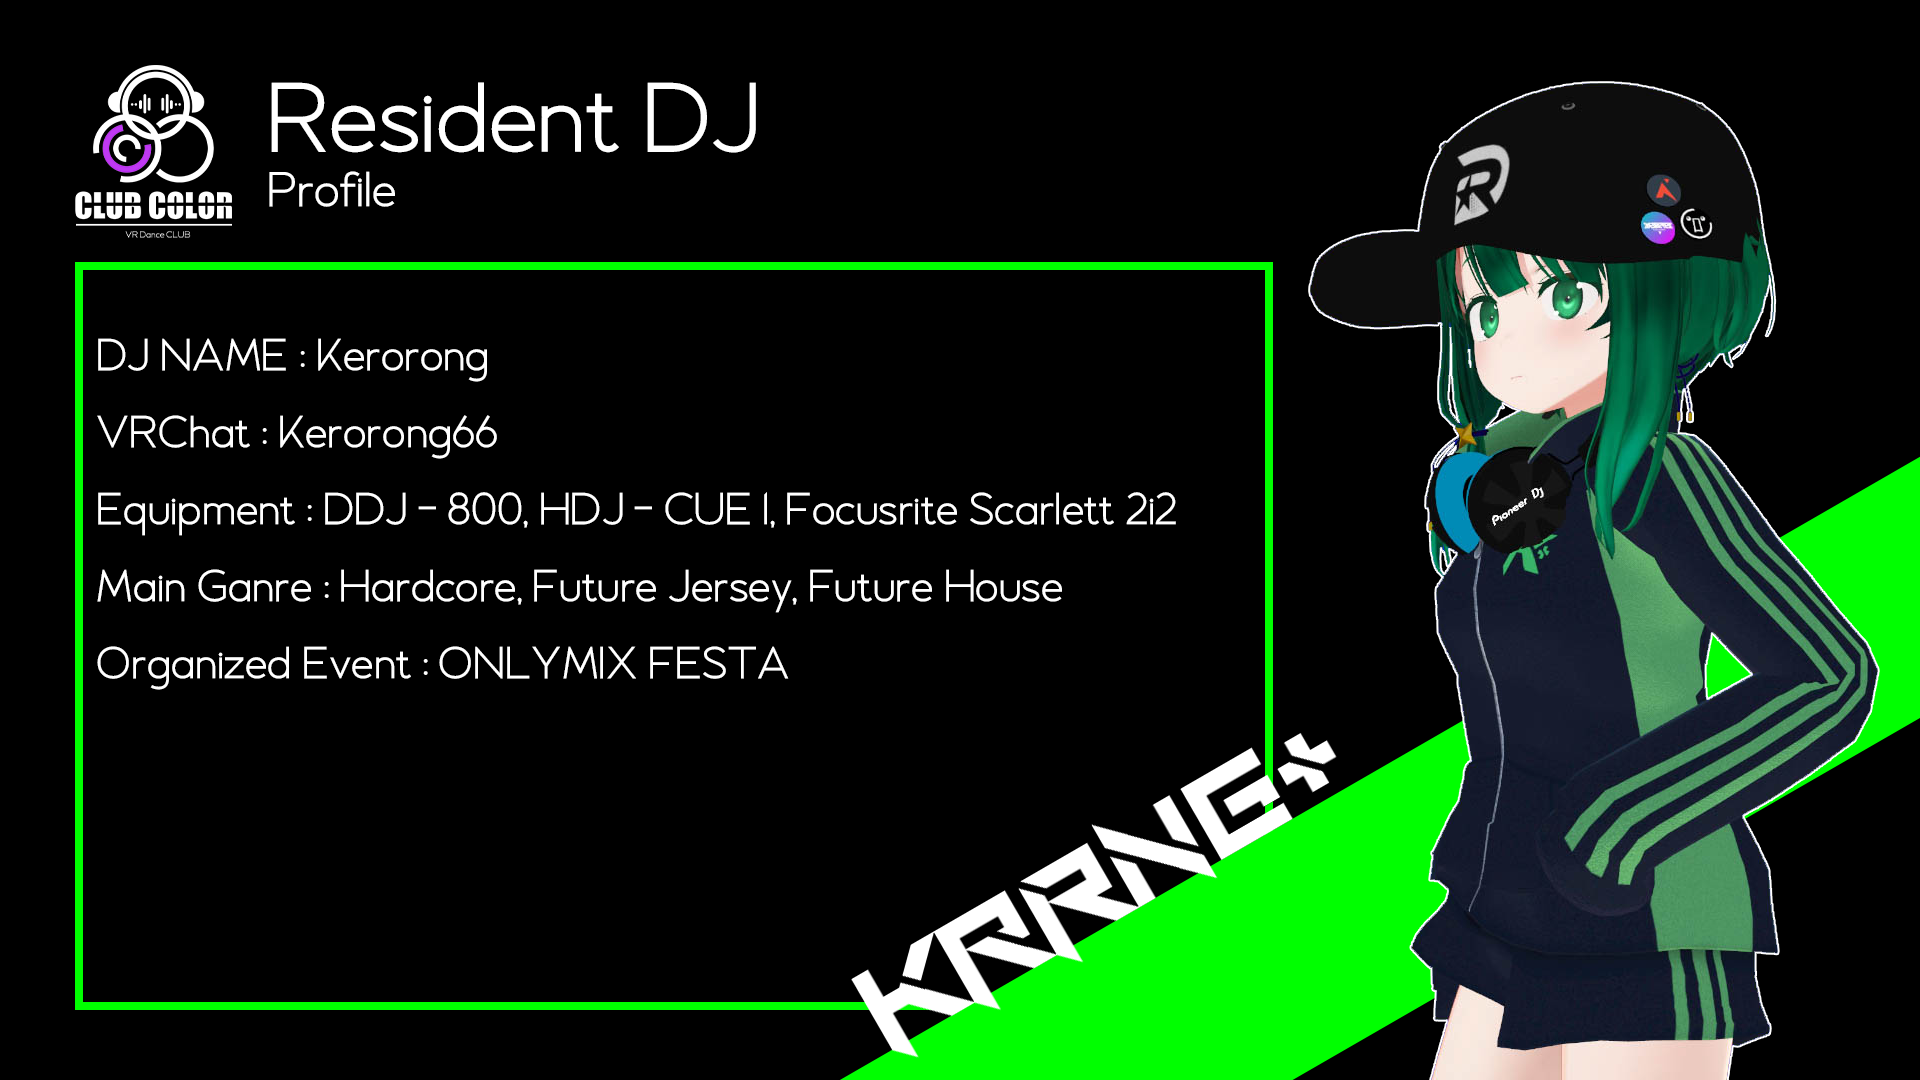 Resident DJ
Profile
CLUB COLOR
VR Dance CLUB
DJ NAME : Kerorong
VRChat : Kerorong66
Equipment : DDJ - 800, HDJ - CUE 1, Focusrite Scarlett 2i2
Main Ganre : Hardcore, Future Jersey, Future House
Organized Event : ONLYMIX FESTA
KRRNG+
R
Pioneer DJ